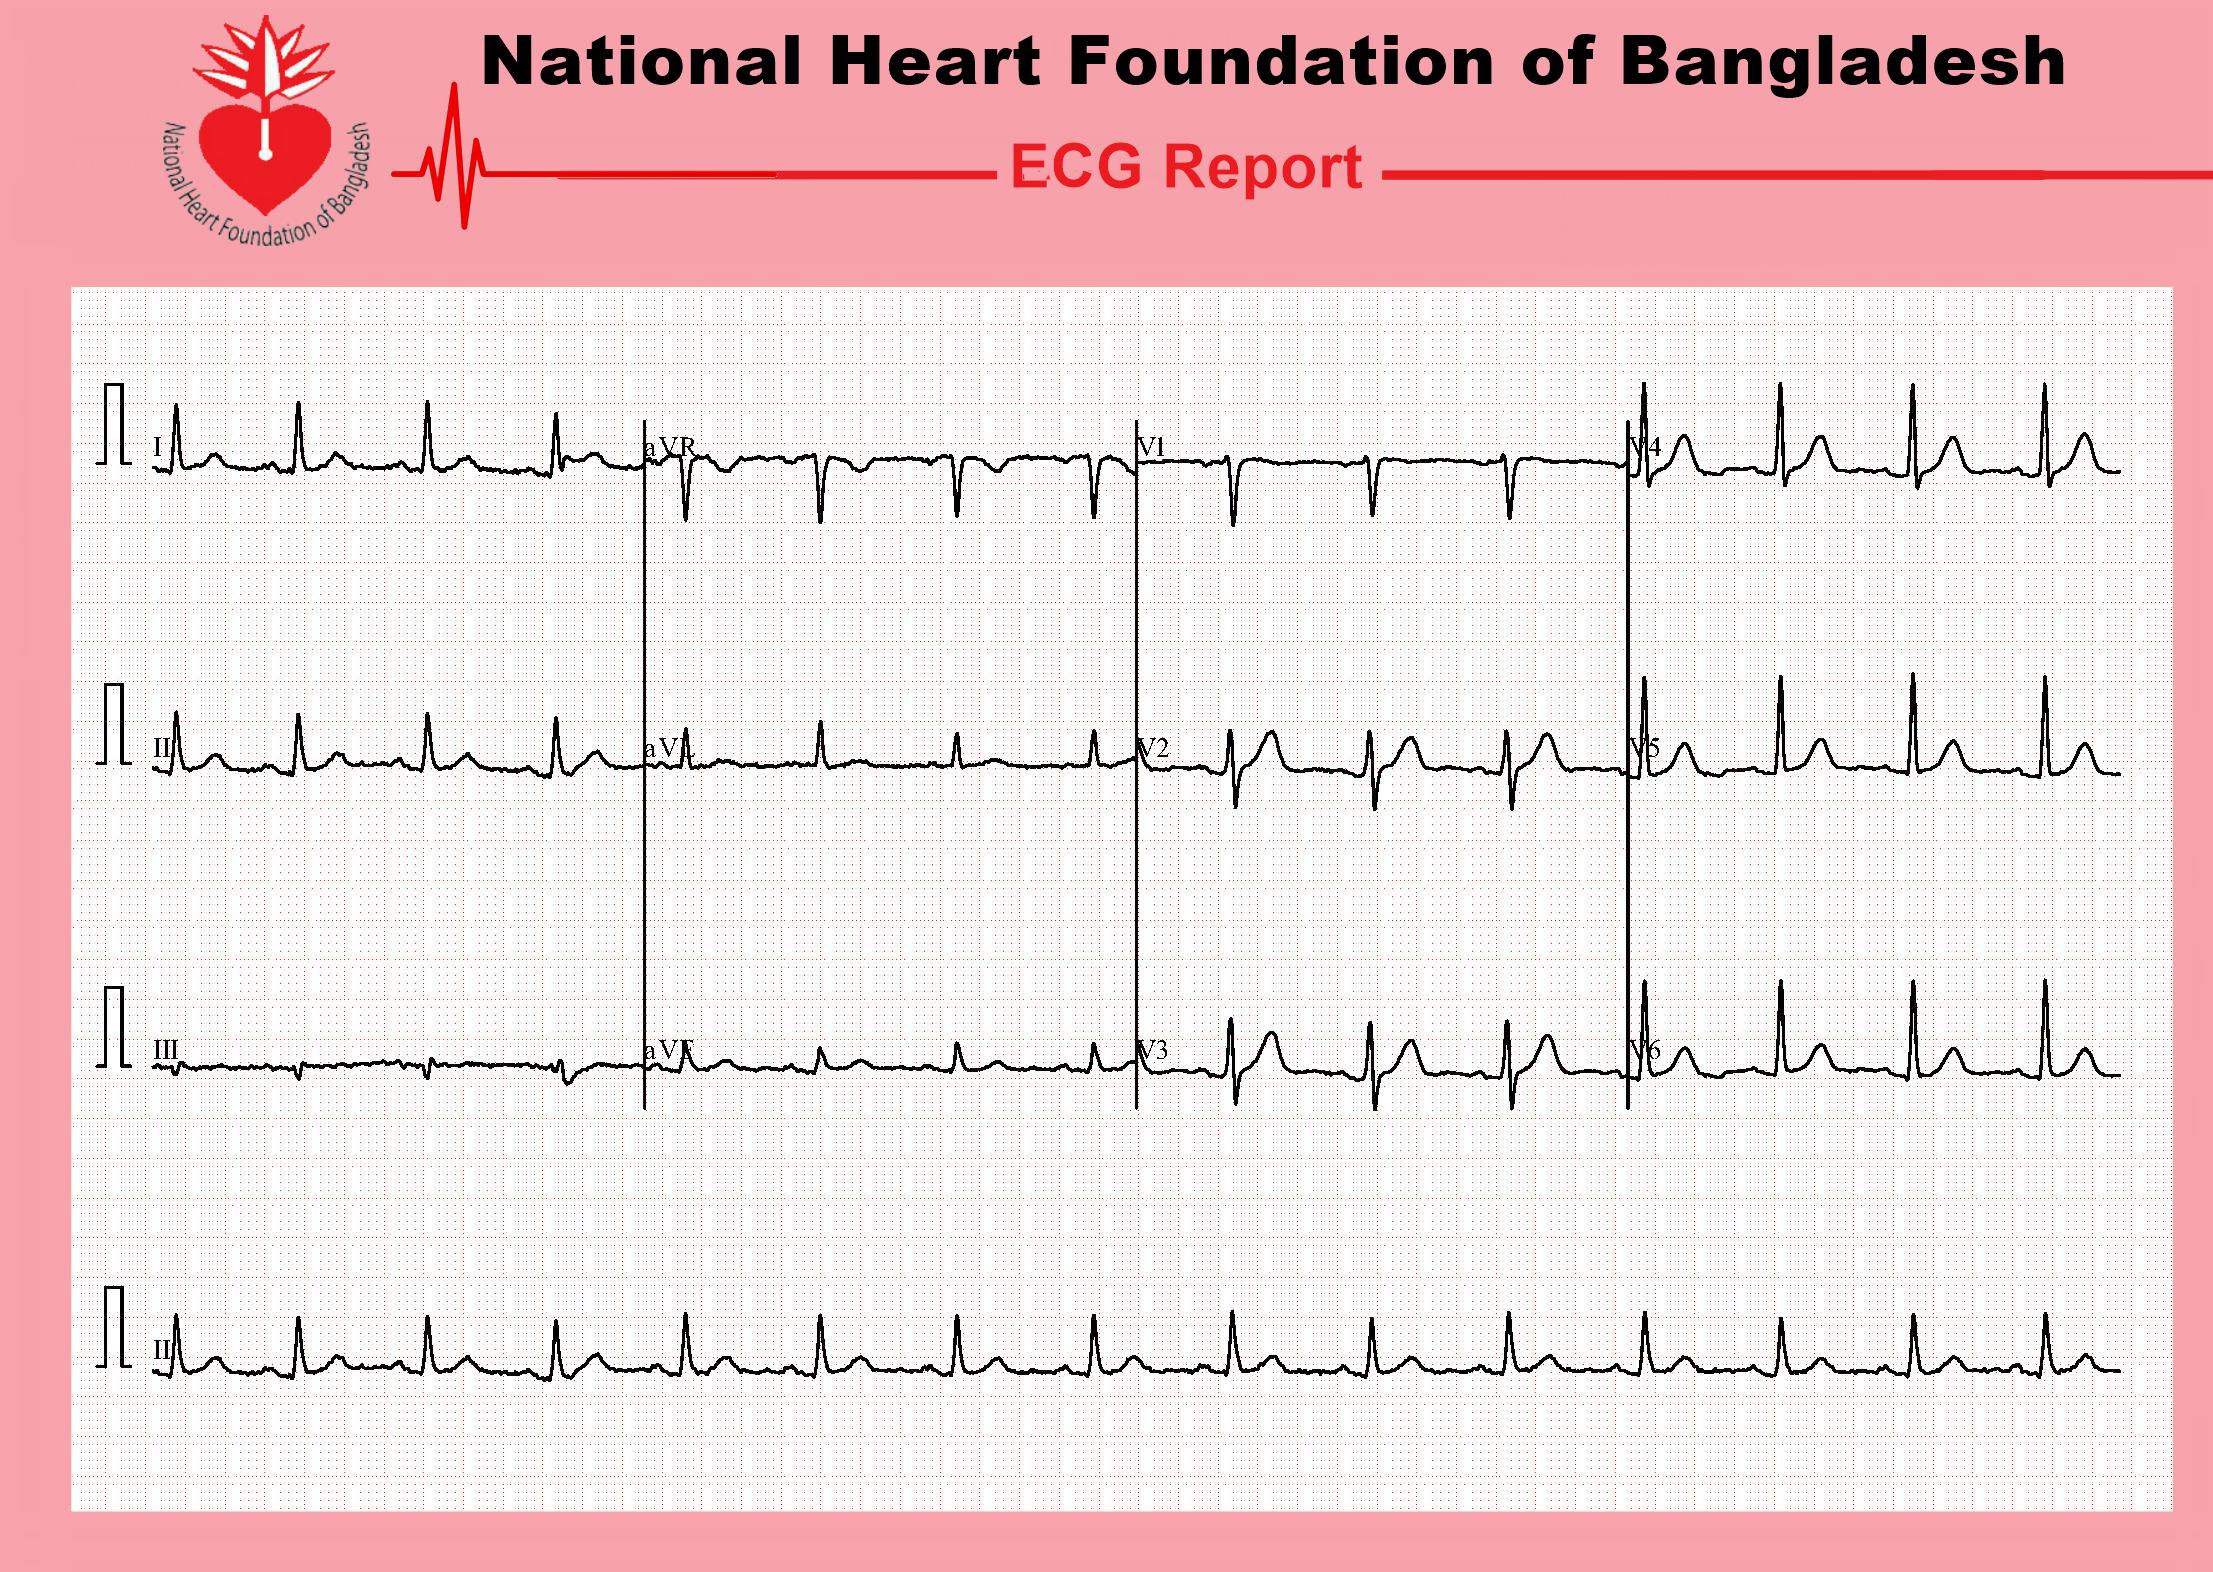 National Heart Foundation of Bangladesh
National Heart Foundation of Bangladesh
ECG Report
I aVR V1 V4
II aVL V2 V5
III aVF V3 V6
II